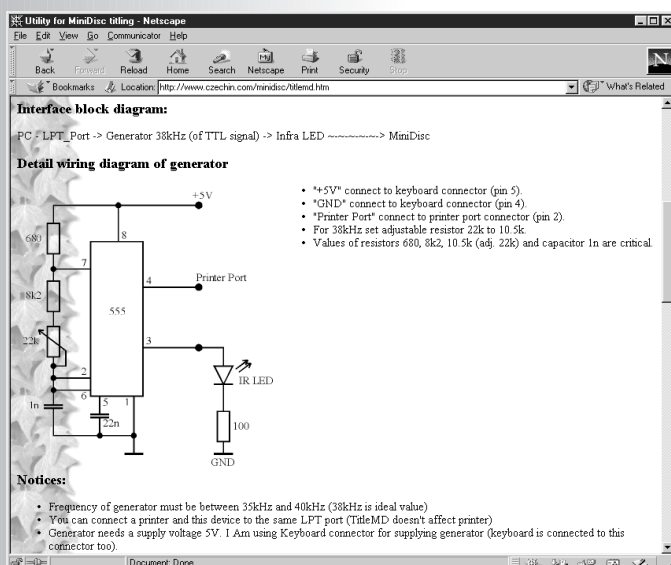 Utility for MiniDisc titling - Netscape
File Edit View Go Communicator Help
Back Forward Reload Home Search Netscape Print Security Stop
Bookmarks Location: http://www.czechin.com/minidisc/titlemd.htm What's Related
Interface block diagram:
PC - LPT_Port -> Generator 38kHz (of TTL signal) -> Infra LED ~-~-~-~-~> MiniDisc
Detail wiring diagram of generator
+5V
680
8
7
4
Printer Port
8k2
555
22k
3
2
IR LED
6
1n
5
1
22n
100
GND
• "+5V" connect to keyboard connector (pin 5).
• "GND" connect to keyboard connector (pin 4).
• "Printer Port" connect to printer port connector (pin 2).
• For 38kHz set adjustable resistor 22k to 10.5k.
• Values of resistors 680, 8k2, 10.5k (adj. 22k) and capacitor 1n are critical.
Notices:
• Frequency of generator must be between 35kHz and 40kHz (38kHz is ideal value)
• You can connect a printer and this device to the same LPT port (TitleMD doesn't affect printer)
• Generator needs a supply voltage 5V. I Am using Keyboard connector for supplying generator (keyboard is connected to this
connector too).
Document: Done